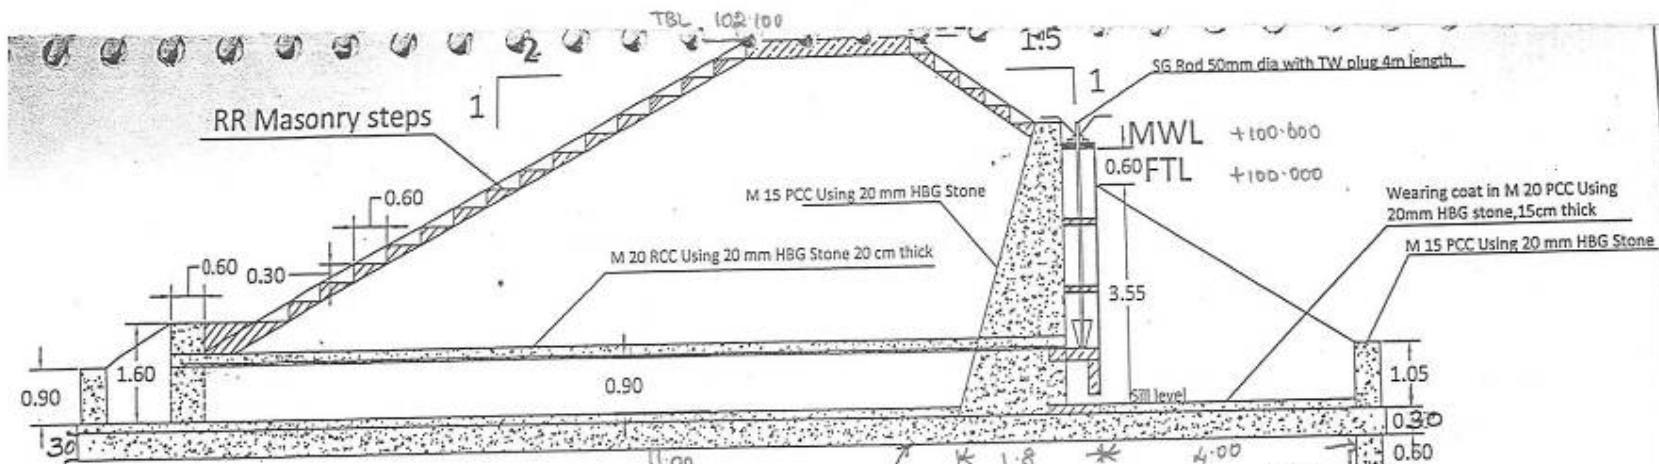 TBL 102.100
2
1
1.5
1
SG Rod 50mm dia with TW plug 4m length
RR Masonry steps
MWL +100.600
0.60
FTL +100.000
M 15 PCC Using 20 mm HBG Stone
Wearing coat in M 20 PCC Using
20mm HBG stone,15cm thick
M 15 PCC Using 20 mm HBG Stone
0.60
M 20 RCC Using 20 mm HBG Stone 20 cm thick
0.60
0.30
3.55
0.90
1.60
0.90
Sill level
1.05
0.30
30
1.8
4.00
0.60